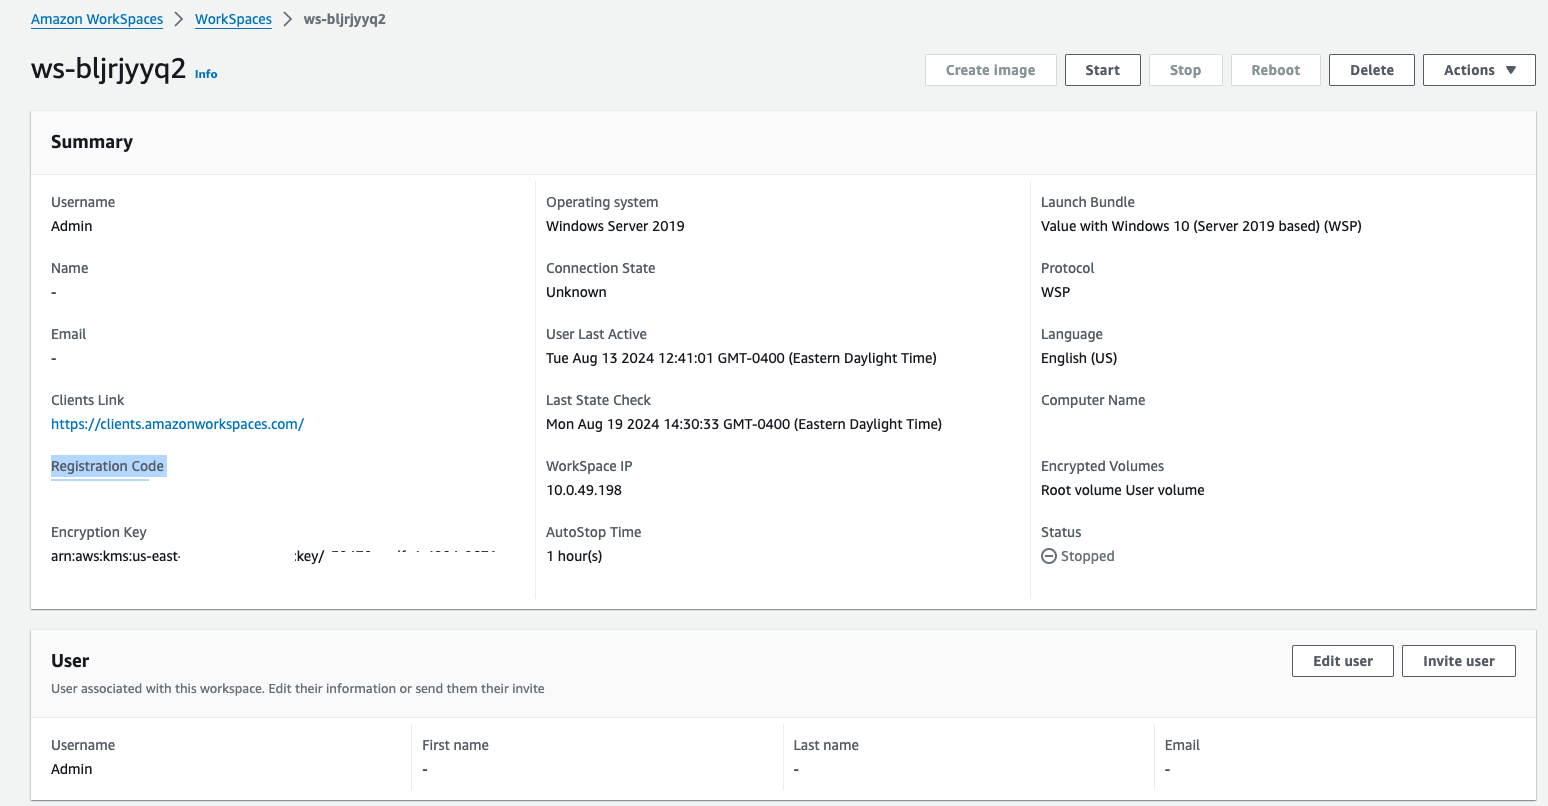 Amazon WorkSpaces > WorkSpaces > ws-bljrjyyq2
ws-bljrjyyq2 Info
Create image Start Stop Reboot Delete Actions
Summary
Username
Admin
Name
-
Email
-
Clients Link
https://clients.amazonworkspaces.com/
Registration Code
Encryption Key
arn:aws:kms:us-east- :key/
Operating system
Windows Server 2019
Connection State
Unknown
User Last Active
Tue Aug 13 2024 12:41:01 GMT-0400 (Eastern Daylight Time)
Last State Check
Mon Aug 19 2024 14:30:33 GMT-0400 (Eastern Daylight Time)
WorkSpace IP
10.0.49.198
AutoStop Time
1 hour(s)
Launch Bundle
Value with Windows 10 (Server 2019 based) (WSP)
Protocol
WSP
Language
English (US)
Computer Name
Encrypted Volumes
Root volume User volume
Status
Stopped
User
Edit user Invite user
User associated with this workspace. Edit their information or send them their invite
Username
Admin
First name
-
Last name
-
Email
-